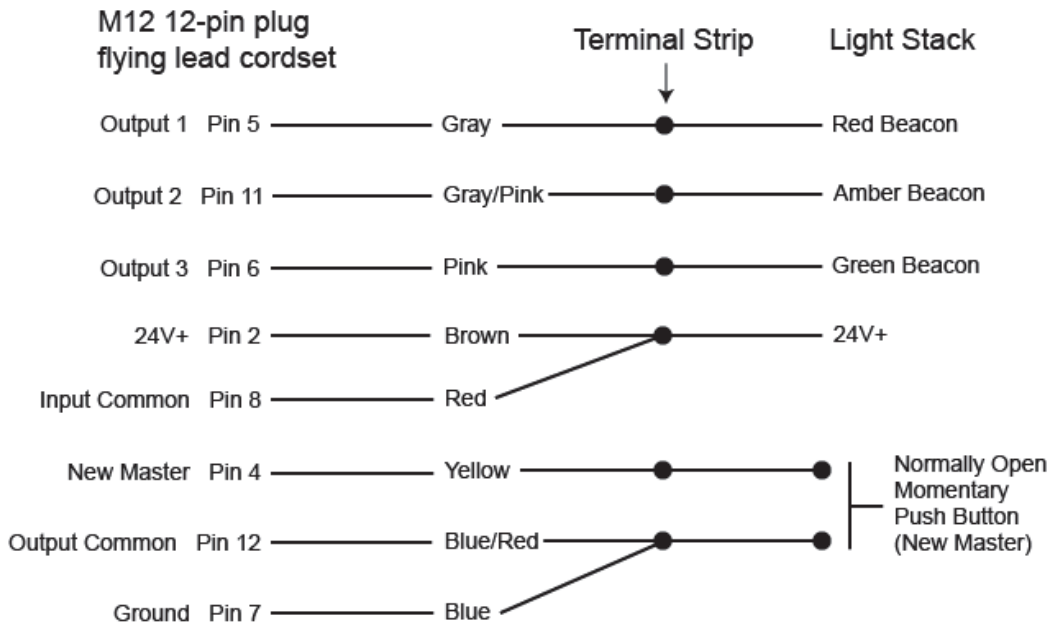 M12 12-pin plug
flying lead cordset
Terminal Strip
Light Stack
Output 1 Pin 5 Gray Red Beacon
Output 2 Pin 11 Gray/Pink Amber Beacon
Output 3 Pin 6 Pink Green Beacon
24V+ Pin 2 Brown 24V+
Input Common Pin 8 Red
New Master Pin 4 Yellow
Normally Open
Momentary
Push Button
(New Master)
Output Common Pin 12 Blue/Red
Ground Pin 7 Blue